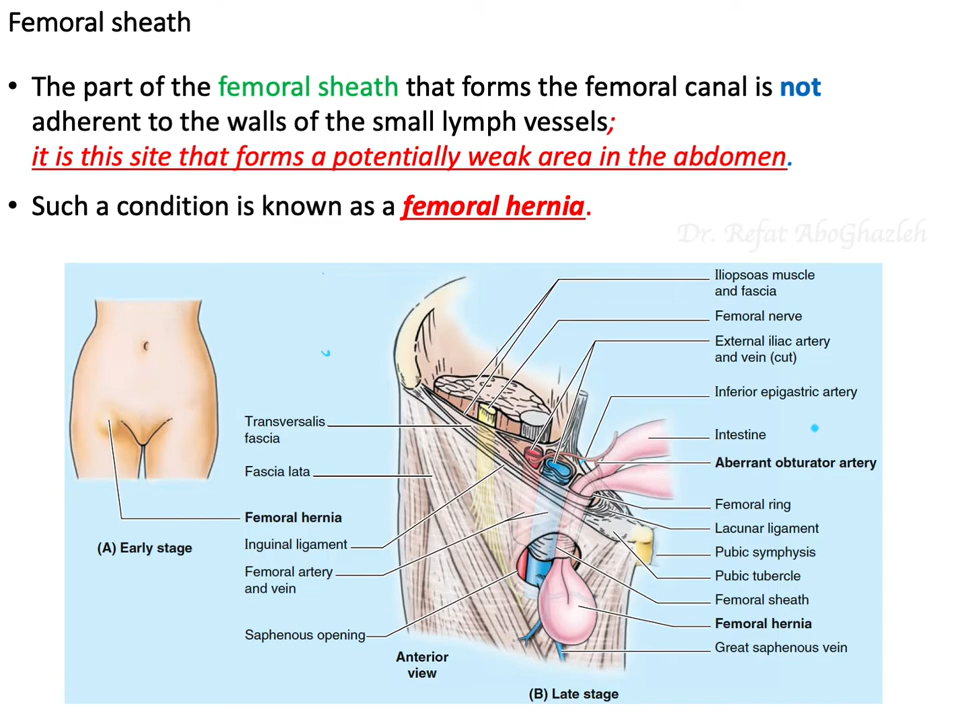 Femoral sheath
• The part of the femoral sheath that forms the femoral canal is not
adherent to the walls of the small lymph vessels;
it is this site that forms a potentially weak area in the abdomen.
• Such a condition is known as a femoral hernia.
Dr. Refat AboGhazleh
Iliopsoas muscle
and fascia
Femoral nerve
External iliac artery
and vein (cut)
Inferior epigastric artery
Transversalis
fascia
Intestine
Aberrant obturator artery
Fascia lata
Femoral ring
Femoral hernia
Lacunar ligament
Inguinal ligament
(A) Early stage
Pubic symphysis
Femoral artery
and vein
Pubic tubercle
Femoral sheath
Femoral hernia
Saphenous opening
Great saphenous vein
Anterior
view
(B) Late stage